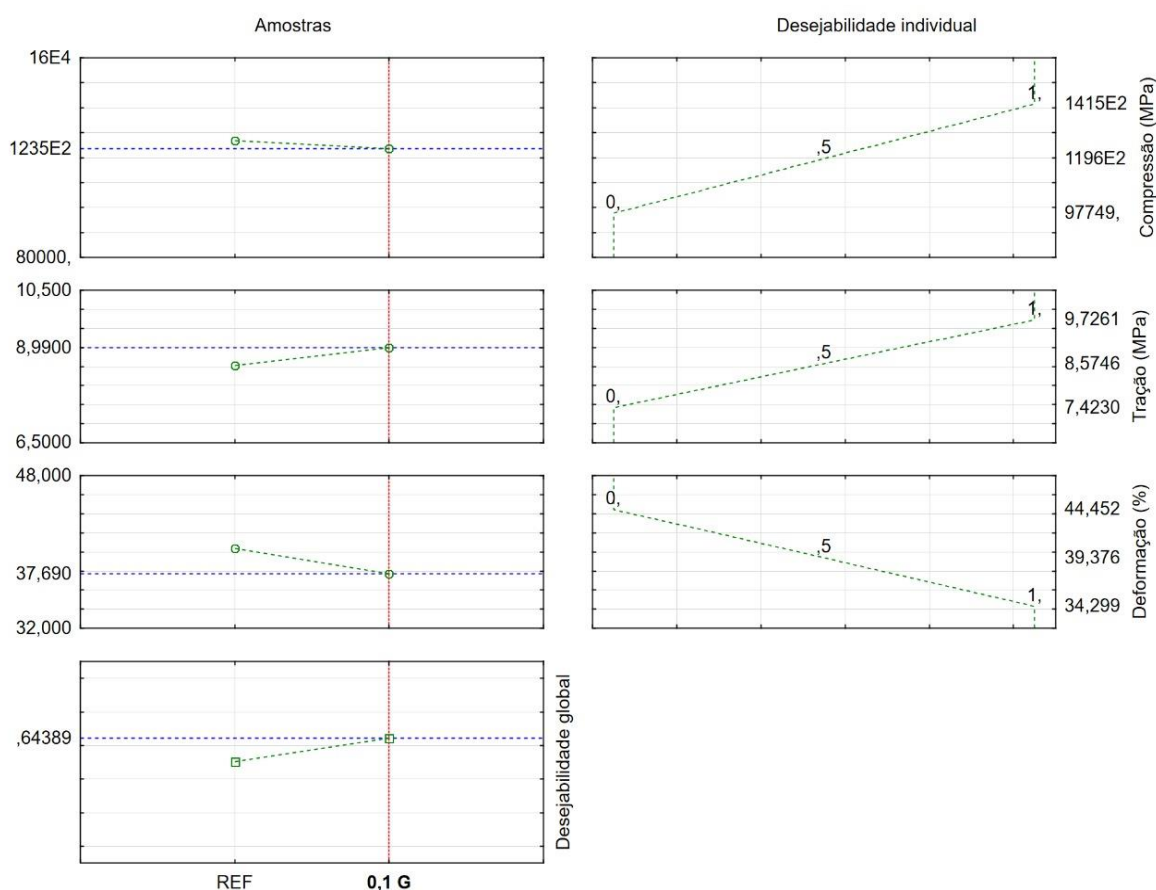 Amostras
Desejabilidade individual
16E4
1235E2
80000,
0,
,5
1,
1415E2
1196E2
97749,
Compressão (MPa)
10,500
8,9900
6,5000
0,
,5
1,
9,7261
8,5746
7,4230
Tração (MPa)
48,000
37,690
32,000
0,
,5
1,
44,452
39,376
34,299
Deformação (%)
,64389
Desejabilidade global
REF
0,1 G